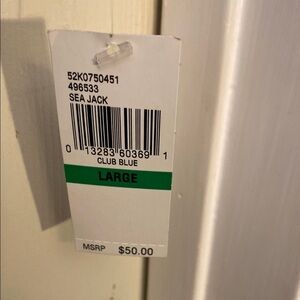 52K0750451
496533
SEA JACK
0 13283 60369 1
CLUB BLUE
LARGE
MSRP $50.00